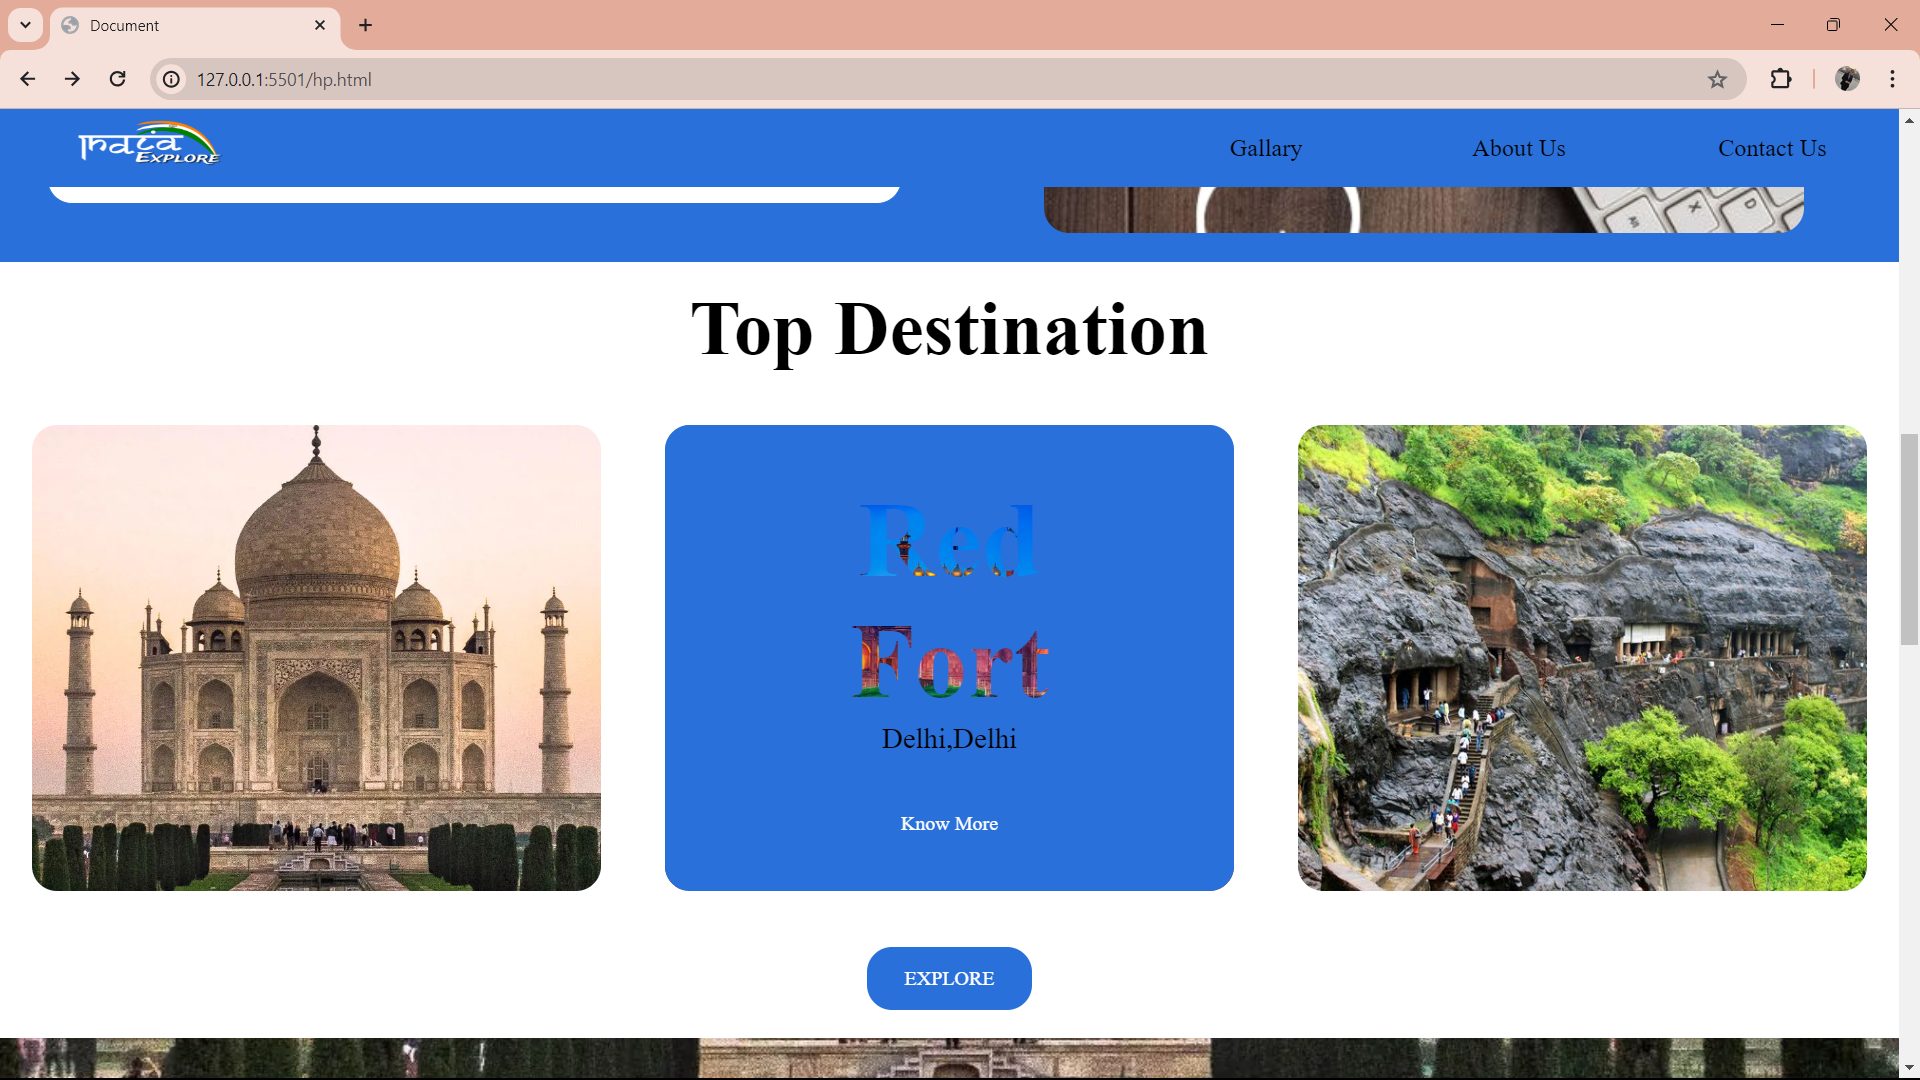 Document
127.0.0.1:5501/hp.html
India
EXPLORE
Gallary
About Us
Contact Us
Top Destination
Red
Fort
Delhi,Delhi
Know More
EXPLORE